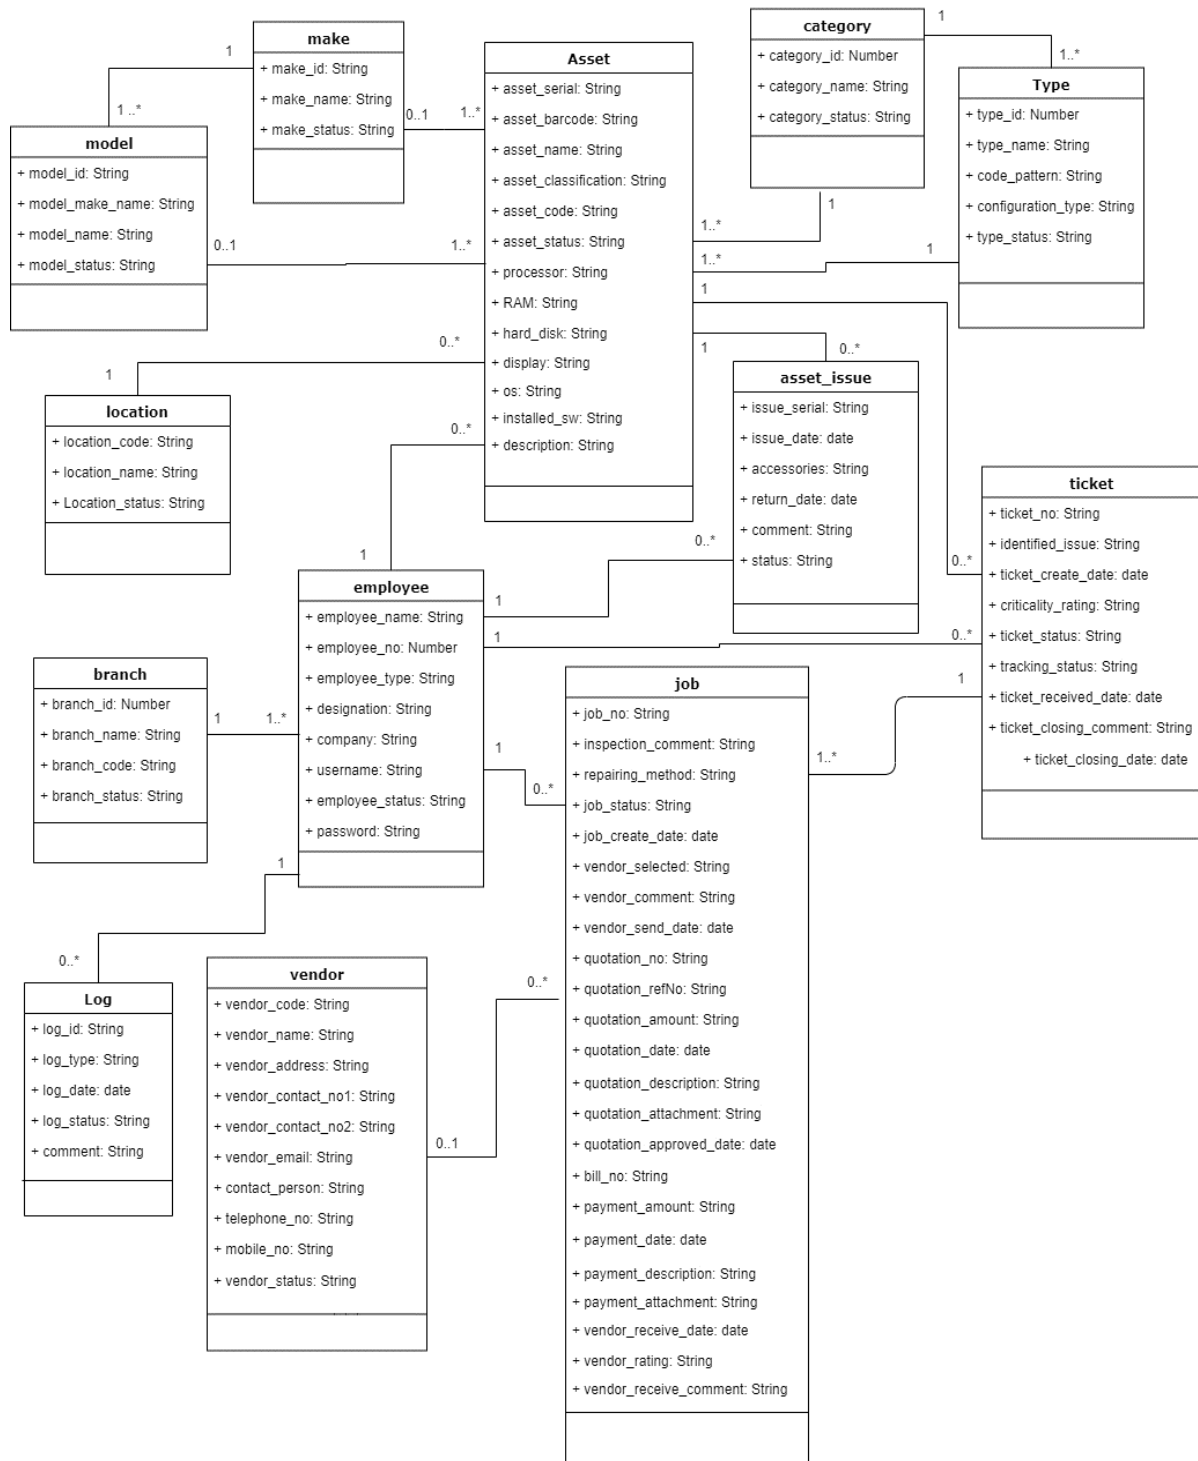 make
+ make_id: String
+ make_name: String
+ make_status: String
1
1 ..*
model
+ model_id: String
+ model_make_name: String
+ model_name: String
+ model_status: String
0..1
1..*
0..1
1..*
Asset
+ asset_serial: String
+ asset_barcode: String
+ asset_name: String
+ asset_classification: String
+ asset_code: String
+ asset_status: String
+ processor: String
+ RAM: String
+ hard_disk: String
+ display: String
+ os: String
+ installed_sw: String
+ description: String
category
+ category_id: Number
+ category_name: String
+ category_status: String
1
1..*
Type
+ type_id: Number
+ type_name: String
+ code_pattern: String
+ configuration_type: String
+ type_status: String
1
1..*
1
1..*
1
1
0..*
0..*
1
location
+ location_code: String
+ location_name: String
+ Location_status: String
0..*
1
asset_issue
+ issue_serial: String
+ issue_date: date
+ accessories: String
+ return_date: date
+ comment: String
+ status: String
0..*
1
ticket
+ ticket_no: String
+ identified_issue: String
+ ticket_create_date: date
+ criticality_rating: String
+ ticket_status: String
+ tracking_status: String
+ ticket_received_date: date
+ ticket_closing_comment: String
+ ticket_closing_date: date
0..*
0..*
1
1
1..*
employee
+ employee_name: String
+ employee_no: Number
+ employee_type: String
+ designation: String
+ company: String
+ username: String
+ employee_status: String
+ password: String
branch
+ branch_id: Number
+ branch_name: String
+ branch_code: String
+ branch_status: String
1
1..*
1
0..*
job
+ job_no: String
+ inspection_comment: String
+ repairing_method: String
+ job_status: String
+ job_create_date: date
+ vendor_selected: String
+ vendor_comment: String
+ vendor_send_date: date
+ quotation_no: String
+ quotation_refNo: String
+ quotation_amount: String
+ quotation_date: date
+ quotation_description: String
+ quotation_attachment: String
+ quotation_approved_date: date
+ bill_no: String
+ payment_amount: String
+ payment_date: date
+ payment_description: String
+ payment_attachment: String
+ vendor_receive_date: date
+ vendor_rating: String
+ vendor_receive_comment: String
1
0..*
Log
+ log_id: String
+ log_type: String
+ log_date: date
+ log_status: String
+ comment: String
vendor
+ vendor_code: String
+ vendor_name: String
+ vendor_address: String
+ vendor_contact_no1: String
+ vendor_contact_no2: String
+ vendor_email: String
+ contact_person: String
+ telephone_no: String
+ mobile_no: String
+ vendor_status: String
0..*
0..1